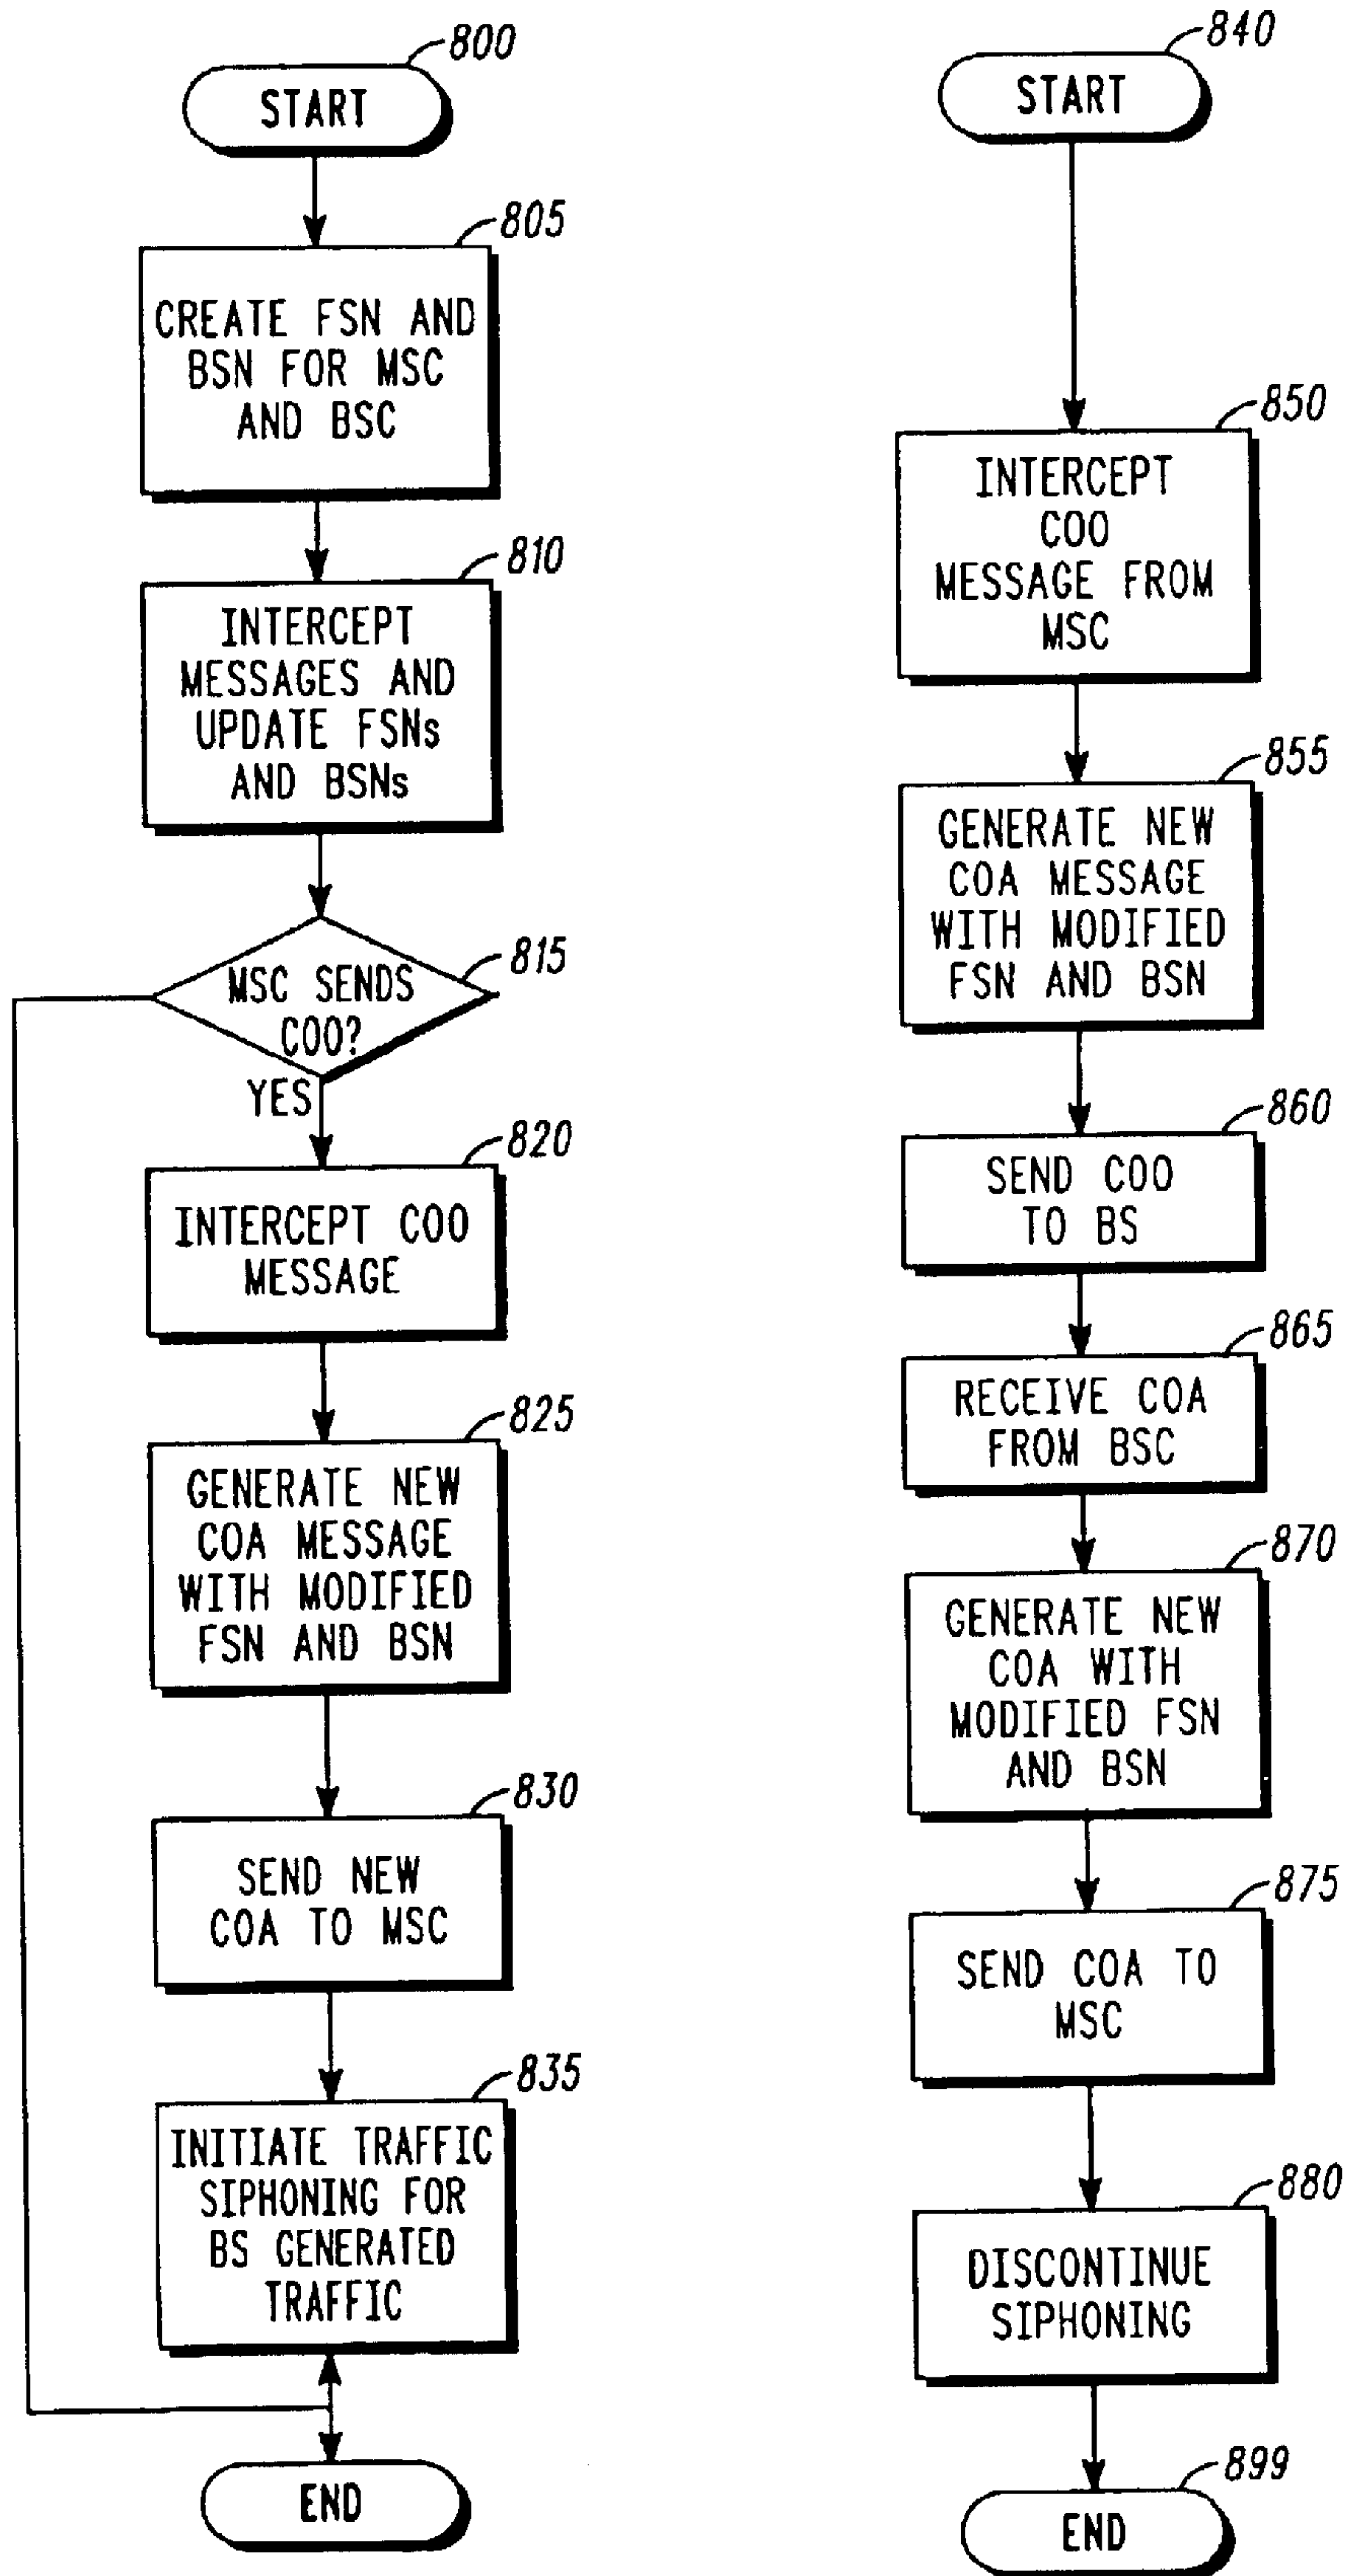 800
START
805
CREATE FSN AND
BSN FOR MSC
AND BSC
810
INTERCEPT
MESSAGES AND
UPDATE FSNs
AND BSNs
815
MSC SENDS
COO?
YES
820
INTERCEPT COO
MESSAGE
825
GENERATE NEW
COA MESSAGE
WITH MODIFIED
FSN AND BSN
830
SEND NEW
COA TO MSC
835
INITIATE TRAFFIC
SIPHONING FOR
BS GENERATED
TRAFFIC
END
840
START
850
INTERCEPT
COO
MESSAGE FROM
MSC
855
GENERATE NEW
COA MESSAGE
WITH MODIFIED
FSN AND BSN
860
SEND COO
TO BS
865
RECEIVE COA
FROM BSC
870
GENERATE NEW
COA WITH
MODIFIED FSN
AND BSN
875
SEND COA TO
MSC
880
DISCONTINUE
SIPHONING
899
END